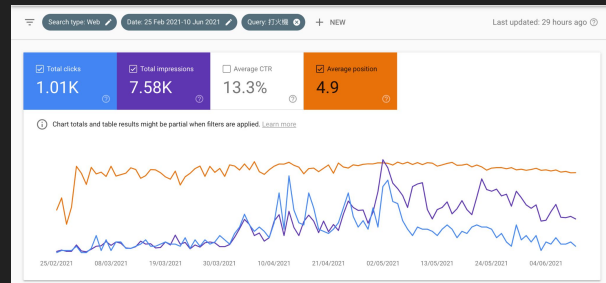 Search type: Web
Date: 25 Feb 2021-10 Jun 2021
Query: 打火機
+ NEW
Last updated: 29 hours ago
Total clicks
1.01K
Total impressions
7.58K
Average CTR
13.3%
Average position
4.9
Chart totals and table results might be partial when filters are applied. Learn more
25/02/2021 08/03/2021 19/03/2021 30/03/2021 10/04/2021 21/04/2021 02/05/2021 13/05/2021 24/05/2021 04/06/2021